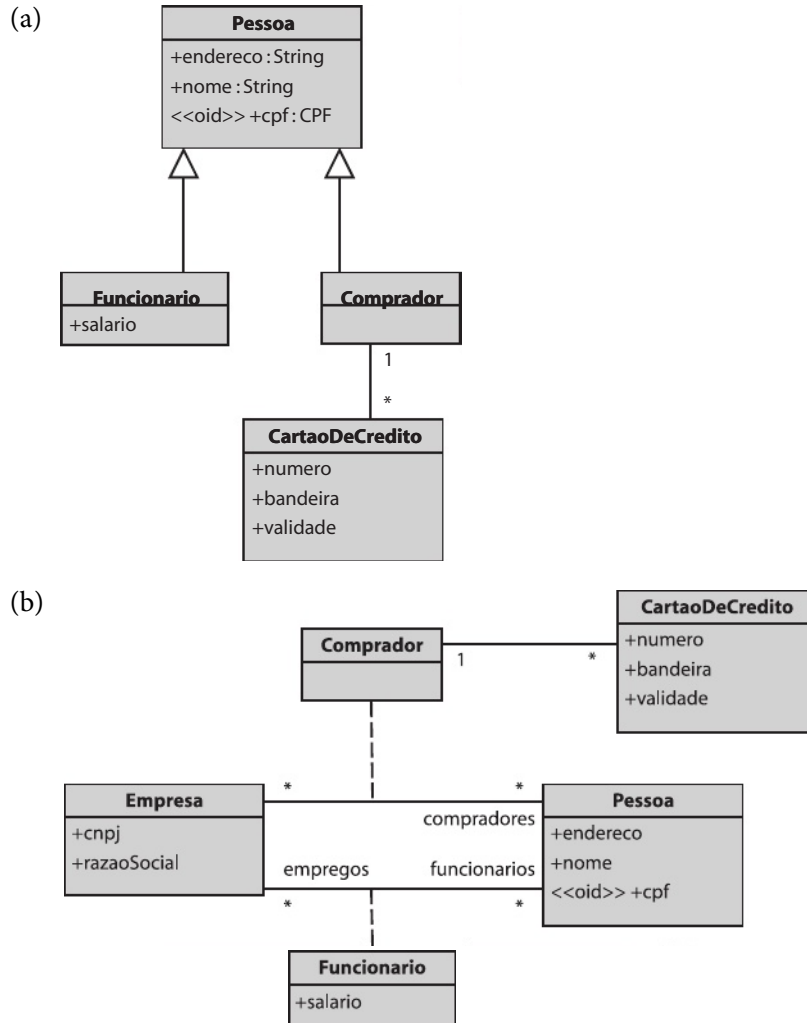 (a)
Pessoa
+endereco : String
+nome : String
<<oid>> +cpf : CPF
Funcionario
+salario
Comprador
1
*
CartaoDeCredito
+numero
+bandeira
+validade
(b)
CartaoDeCredito
+numero
+bandeira
+validade
Comprador
1
*
Empresa
+cnpj
+razaoSocial
*
*
compradores
empregos
funcionarios
*
*
Pessoa
+endereco
+nome
<<oid>> +cpf
Funcionario
+salario